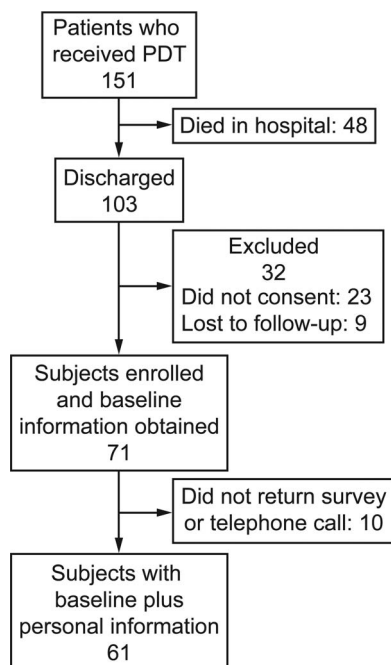 Patients who
received PDT
151
Died in hospital: 48
Discharged
103
Excluded
32
Did not consent: 23
Lost to follow-up: 9
Subjects enrolled
and baseline
information obtained
71
Did not return survey
or telephone call: 10
Subjects with
baseline plus
personal information
61